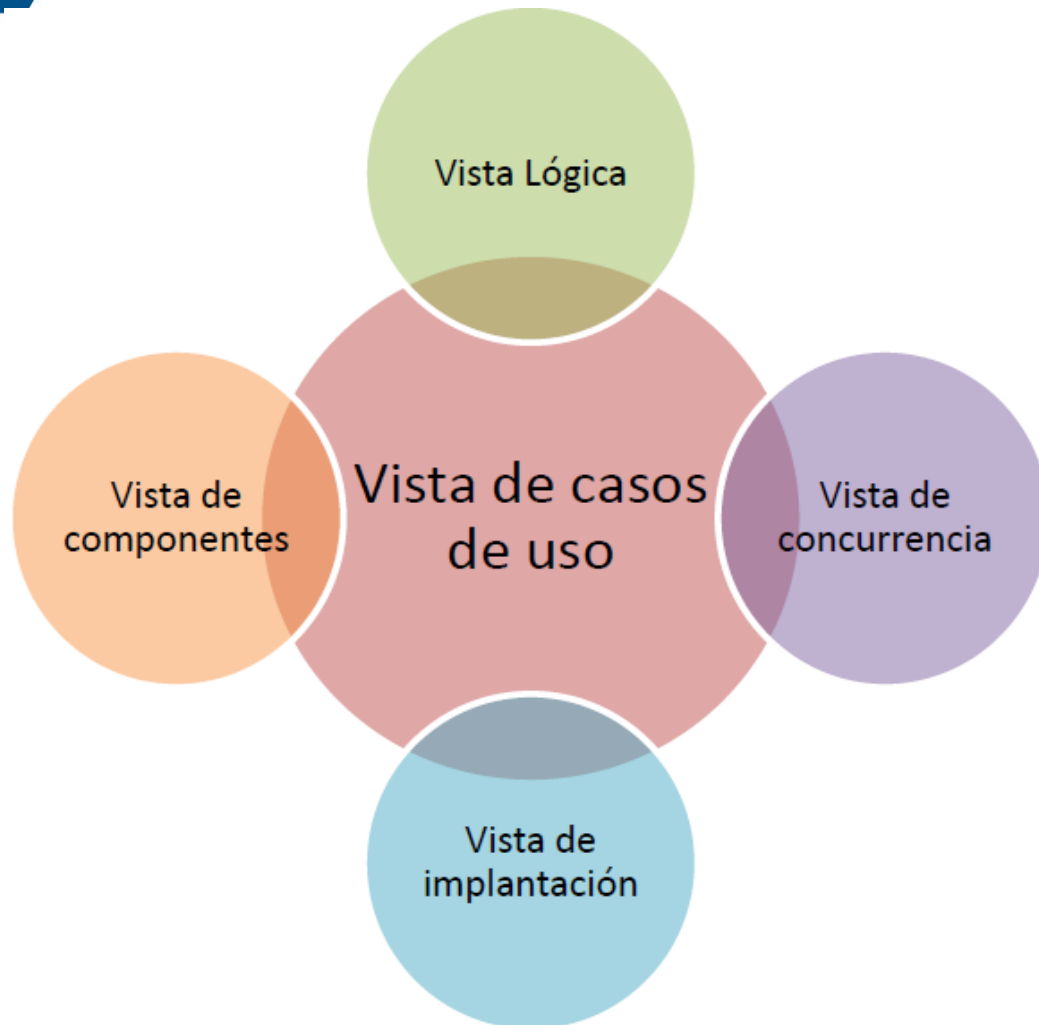 Vista Lógica
Vista de
componentes
Vista de casos
de uso
Vista de
concurrencia
Vista de
implantación